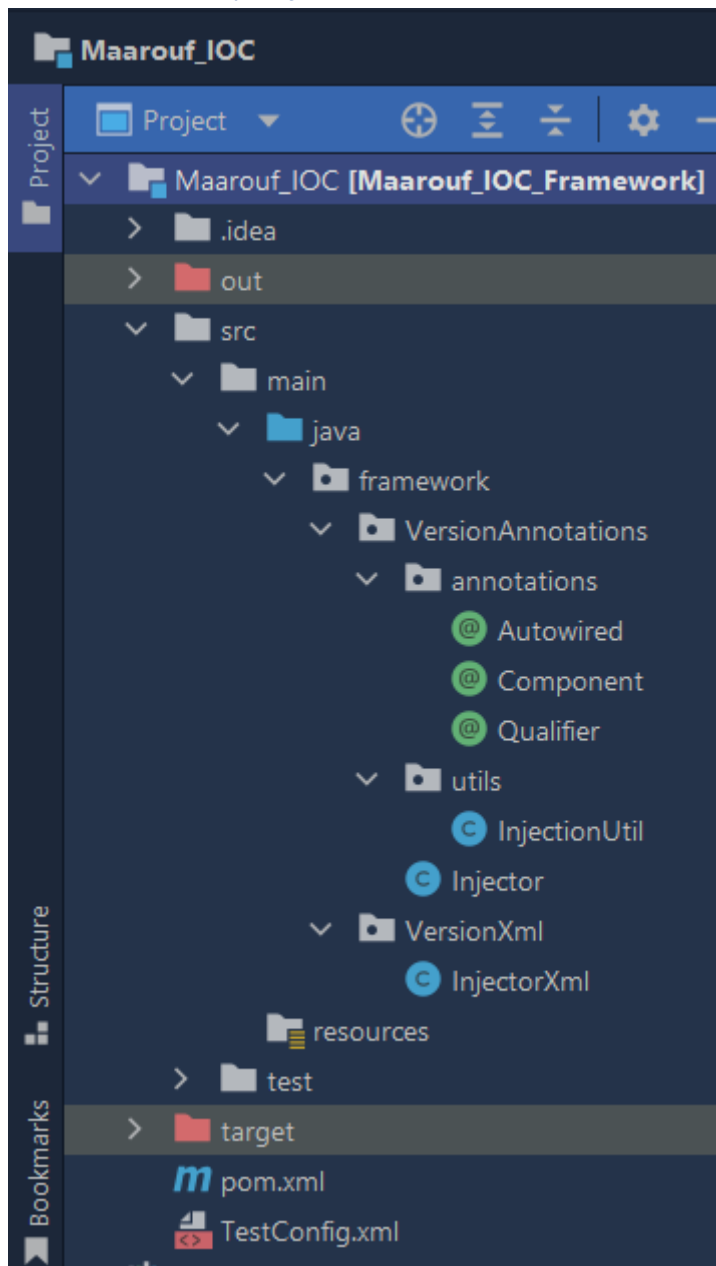 Maarouf_IOC
Project
Project
Maarouf_IOC [Maarouf_IOC_Framework]
.idea
out
src
main
java
framework
VersionAnnotations
annotations
@ Autowired
@ Component
@ Qualifier
utils
C InjectionUtil
C Injector
VersionXml
C InjectorXml
resources
test
target
m pom.xml
<> TestConfig.xml
Structure
Bookmarks